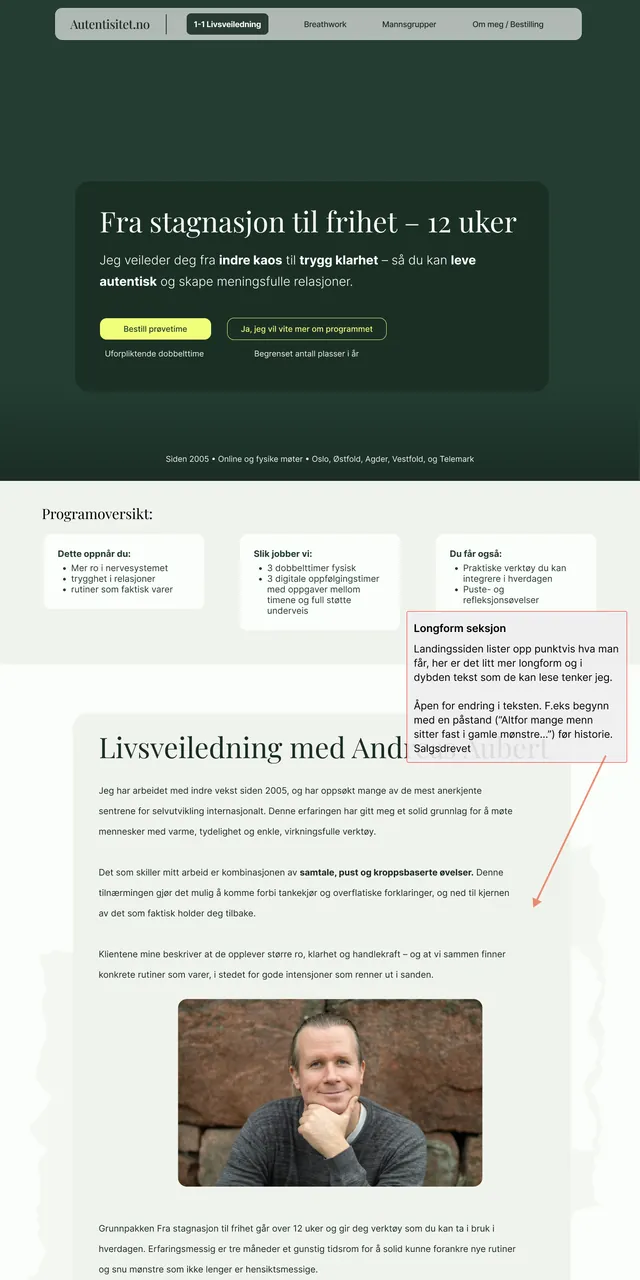 Autentisitet.no
1-1 Livsveiledning
Breathwork
Mannsgrupper
Om meg / Bestilling
Fra stagnasjon til frihet – 12 uker
Jeg veileder deg fra indre kaos til trygg klarhet – så du kan leve
autentisk og skape meningsfulle relasjoner.
Bestill prøvetime
Ja, jeg vil vite mer om programmet
Uforpliktende dobbelttime
Begrenset antall plasser i år
Siden 2005 • Online og fysiske møter • Oslo, Østfold, Agder, Vestfold, og Telemark
Programoversikt:
Dette oppnår du:
• Mer ro i nervesystemet
• trygghet i relasjoner
• rutiner som faktisk varer
Slik jobber vi:
• 3 dobbelttimer fysisk
• 3 digitale oppfølgingstimer
med oppgaver mellom
timene og full støtte
underveis
Du får også:
• Praktiske verktøy du kan
integrere i hverdagen
• Puste- og
refleksjonsøvelser
Longform seksjon
Landingssiden lister opp punktvis hva man
får, her er det litt mer longform og i
dybden tekst som de kan lese tenker jeg.
Åpen for endring i teksten. F.eks begynn
med en påstand (“Altfor mange menn
sitter fast i gamle mønstre...”) før historie.
Salgsdrevet
Livsveiledning med Andreas Aubert
Jeg har arbeidet med indre vekst siden 2005, og har oppsøkt mange av de mest anerkjente
sentrene for selvutvikling internasjonalt. Denne erfaringen har gitt meg et solid grunnlag for å møte
mennesker med varme, tydelighet og enkle, virkningsfulle verktøy.
Det som skiller mitt arbeid er kombinasjonen av samtale, pust og kroppsbaserte øvelser. Denne
tilnærmingen gjør det mulig å komme forbi tankekjør og overflatiske forklaringer, og ned til kjernen
av det som faktisk holder deg tilbake.
Klientene mine beskriver at de opplever større ro, klarhet og handlekraft – og at vi sammen finner
konkrete rutiner som varer, i stedet for gode intensjoner som renner ut i sanden.
Grunnpakken Fra stagnasjon til frihet går over 12 uker og gir deg verktøy som du kan ta i bruk i
hverdagen. Erfaringsmessig er tre måneder et gunstig tidsrom for å solid kunne forankre nye rutiner
og snu mønstre som ikke lenger er hensiktsmessige.